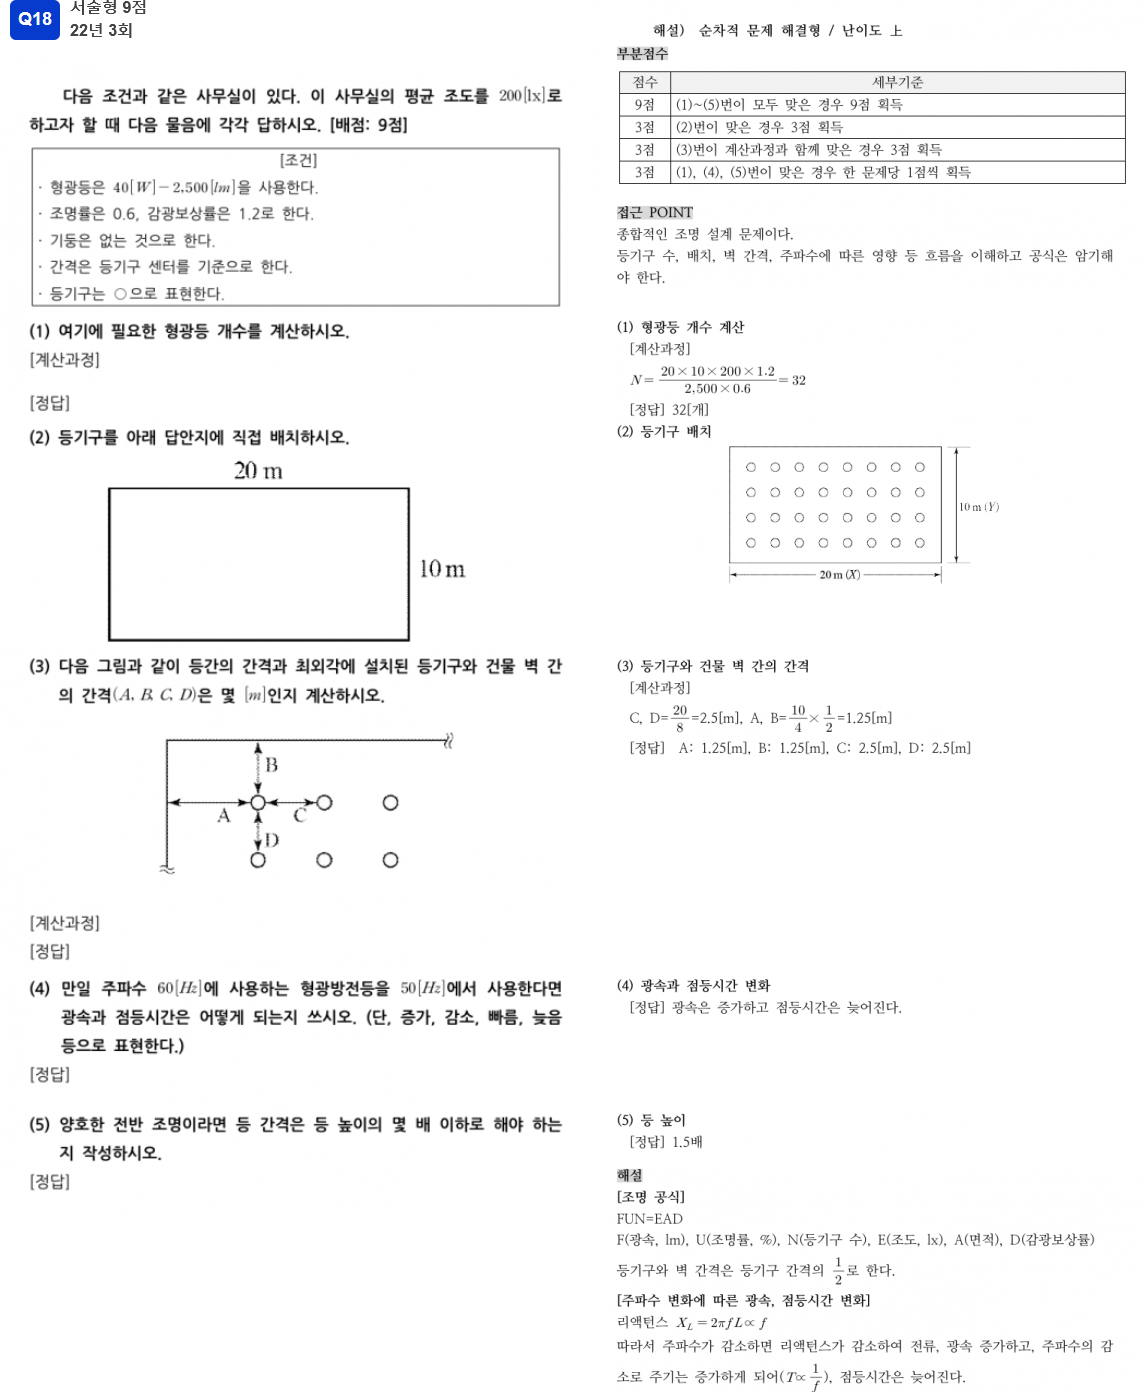 Q18
서술형 9점
22년 3회
다음 조건과 같은 사무실이 있다. 이 사무실의 평균 조도를 200[lx]로
하고자 할 때 다음 물음에 각각 답하시오. [배점: 9점]
[조건]
· 형광등은 40[W]-2,500[lm]을 사용한다.
· 조명률은 0.6, 감광보상률은 1.2로 한다.
· 기둥은 없는 것으로 한다.
· 간격은 등기구 센터를 기준으로 한다.
· 등기구는 ○으로 표현한다.
(1) 여기에 필요한 형광등 개수를 계산하시오.
[계산과정]
[정답]
(2) 등기구를 아래 답안지에 직접 배치하시오.
20 m
10 m
(3) 다음 그림과 같이 등간의 간격과 최외각에 설치된 등기구와 건물 벽 간
의 간격(A, B, C, D)은 몇 [m]인지 계산하시오.
B
A
C
D
[계산과정]
[정답]
(4) 만일 주파수 60[Hz]에 사용하는 형광방전등을 50[Hz]에서 사용한다면
광속과 점등시간은 어떻게 되는지 쓰시오. (단, 증가, 감소, 빠름, 늦음
등으로 표현한다.)
[정답]
(5) 양호한 전반 조명이라면 등 간격은 등 높이의 몇 배 이하로 해야 하는
지 작성하시오.
[정답]
해설) 순차적 문제 해결형 / 난이도 上
부분점수
점수 세부기준
9점 (1)~(5)번이 모두 맞은 경우 9점 획득
3점 (2)번이 맞은 경우 3점 획득
3점 (3)번이 계산과정과 함께 맞은 경우 3점 획득
3점 (1), (4), (5)번이 맞은 경우 한 문제당 1점씩 획득
접근 POINT
종합적인 조명 설계 문제이다.
등기구 수, 배치, 벽 간격, 주파수에 따른 영향 등 흐름을 이해하고 공식은 암기해
야 한다.
(1) 형광등 개수 계산
[계산과정]
N = \frac{20×10×200×1.2}{2,500×0.6} = 32
[정답] 32[개]
(2) 등기구 배치
10 m (Y)
20 m (X)
(3) 등기구와 건물 벽 간의 간격
[계산과정]
C, D=\frac{20}{8}=2.5[m], A, B=\frac{10}{4}×\frac{1}{2}=1.25[m]
[정답] A: 1.25[m], B: 1.25[m], C: 2.5[m], D: 2.5[m]
(4) 광속과 점등시간 변화
[정답] 광속은 증가하고 점등시간은 늦어진다.
(5) 등 높이
[정답] 1.5배
해설
[조명 공식]
FUN=EAD
F(광속, lm), U(조명률, %), N(등기구 수), E(조도, lx), A(면적), D(감광보상률)
등기구와 벽 간격은 등기구 간격의 \frac{1}{2}로 한다.
[주파수 변화에 따른 광속, 점등시간 변화]
리액턴스 X_L = 2πfL∝f
따라서 주파수가 감소하면 리액턴스가 감소하여 전류, 광속 증가하고, 주파수의 감
소로 주기는 증가하게 되어(T∝\frac{1}{f}), 점등시간은 늦어진다.